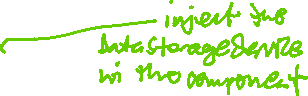 inject the
DataStorageService
in the component